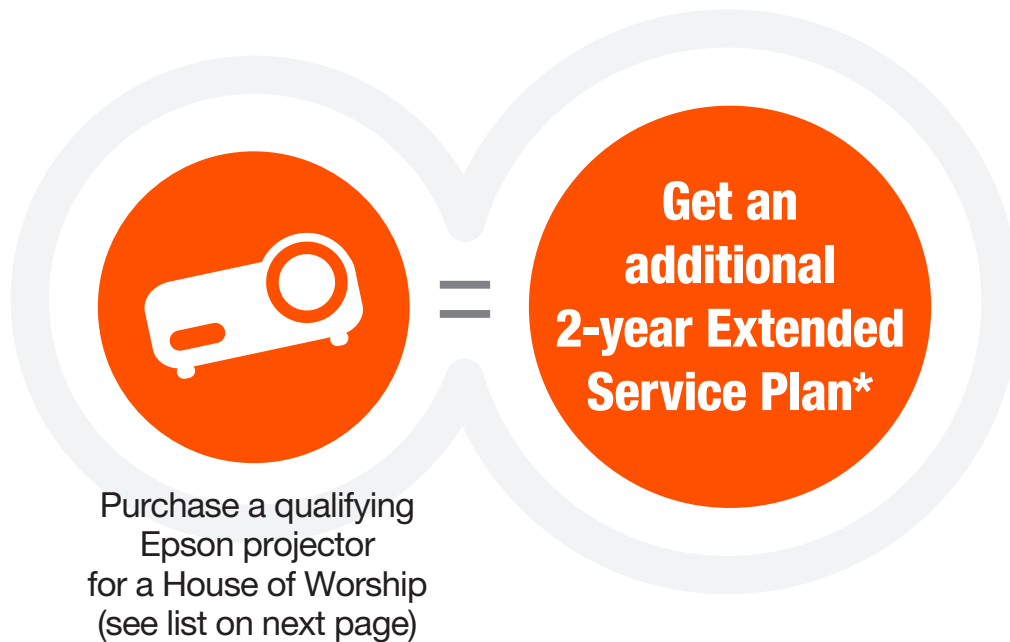 Purchase a qualifying
Epson projector
for a House of Worship
(see list on next page)
=
Get an
additional
2-year Extended
Service Plan*